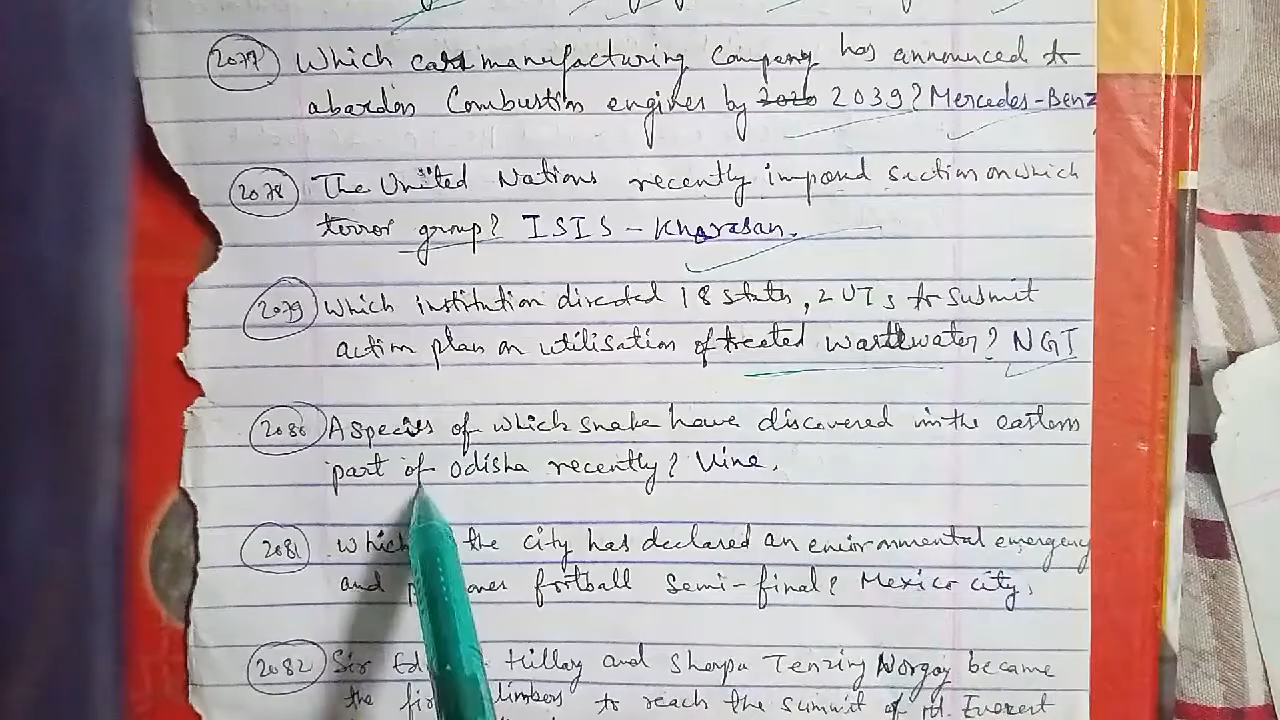 2077 Which car manufacturing company has announced to
abandon Combustion engines by 2039? Mercedes-Benz
2078 The United Nations recently impond suction on which
terror group? ISIS - Khorasan.
2079 Which institution directed 18 states, 2 UTs to submit
action plan on utilisation of treated wastewater? NGT
2080 A species of which snake have discovered in the eastern
part of Odisha recently? Vine.
2081 Which the city has declared an environmental emergency
and football semi-final? Mexico city.
2082 Sir Hillay and Sherpa Tenzing Norgay became
the climbers to reach the summit of Mt. Everest